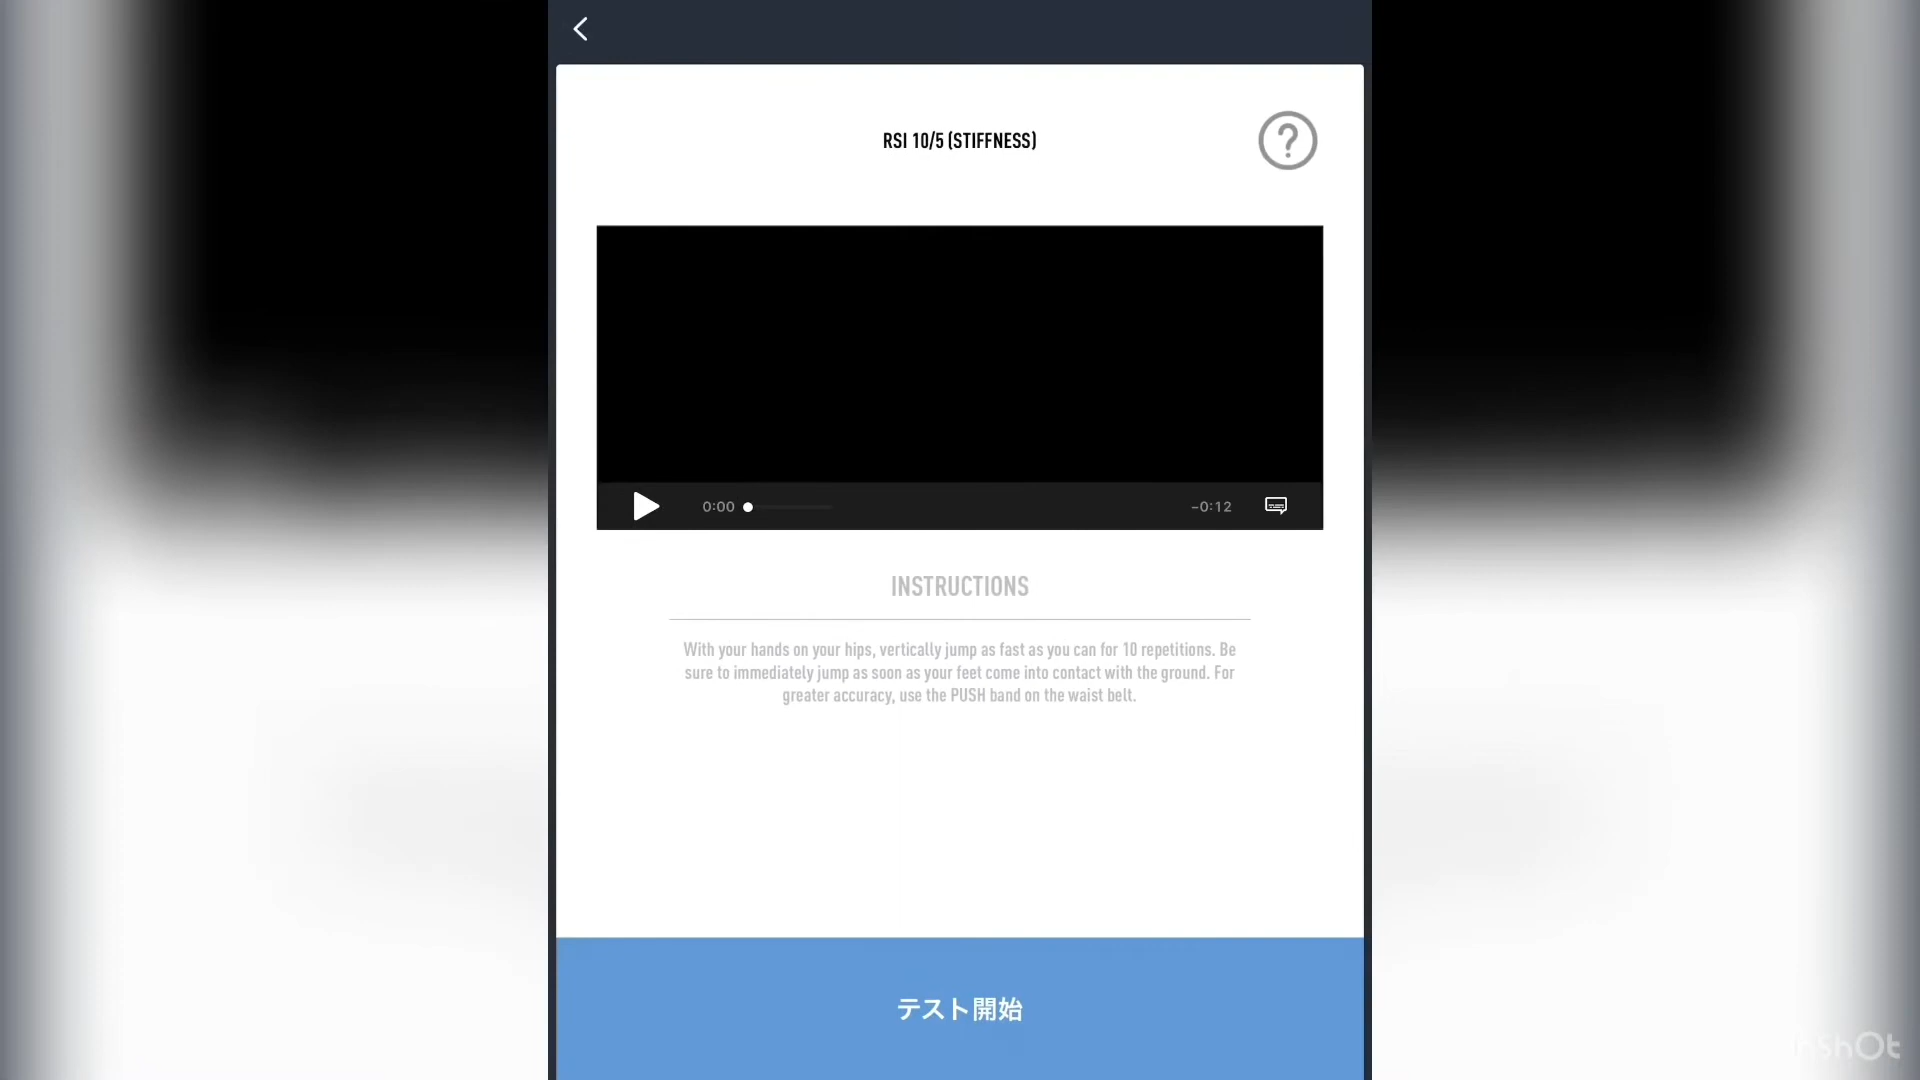 RSI 10/5 (STIFFNESS)
?
0:00
-0:12
INSTRUCTIONS
With your hands on your hips, vertically jump as fast as you can for 10 repetitions. Be
sure to immediately jump as soon as your feet come into contact with the ground. For
greater accuracy, use the PUSH band on the waist belt.
テスト開始